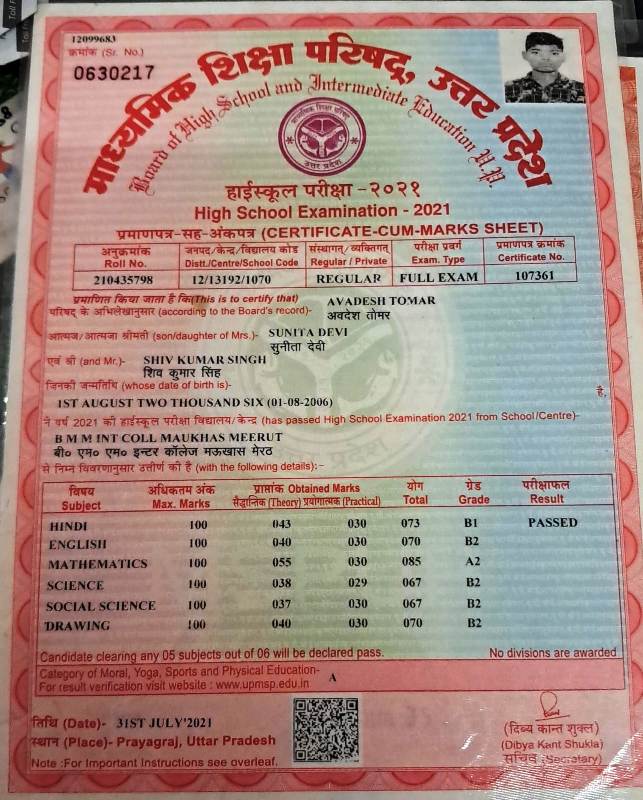 12099683
क्रमांक (Sr. No.)
0630217
माध्यमिक शिक्षा परिषद्, उत्तर प्रदेश
Board of High School and Intermediate Education U.P.
माध्यमिक शिक्षा परिषद
उत्तर प्रदेश
हाईस्कूल परीक्षा -२०२१
High School Examination - 2021
प्रमाणपत्र-सह-अंकपत्र (CERTIFICATE-CUM-MARKS SHEET)
अनुक्रमांक जनपद/केन्द्र/विद्यालय कोड संस्थागत/व्यक्तिगत परीक्षा प्रवर्ग प्रमाणपत्र क्रमांक
Roll No. Distt./Centre/School Code Regular / Private Exam. Type Certificate No.
210435798 12/13192/1070 REGULAR FULL EXAM 107361
प्रमाणित किया जाता है कि(This is to certify that) AVADESH TOMAR
परिषद् के अभिलेखानुसार (according to the Board's record)- अवदेश तोमर
आत्मज/आत्मजा श्रीमती (son/daughter of Mrs.)- SUNITA DEVI
सुनीता देवी
एवं श्री (and Mr.)- SHIV KUMAR SINGH
शिव कुमार सिंह
जिनकी जन्मतिथि (whose date of birth is)-
1ST AUGUST TWO THOUSAND SIX (01-08-2006) है,
ने वर्ष 2021 की हाईस्कूल परीक्षा विद्यालय/केन्द्र (has passed High School Examination 2021 from School/Centre)-
B M M INT COLL MAUKHAS MEERUT
बी० एम० एम० इन्टर कॉलेज मऊखास मेरठ
से निम्न विवरणानुसार उत्तीर्ण की है (with the following details):-
विषय अधिकतम अंक प्राप्तांक Obtained Marks योग ग्रेड परीक्षाफल
Subject Max. Marks सैद्धान्तिक (Theory) प्रयोगात्मक (Practical) Total Grade Result
HINDI 100 043 030 073 B1 PASSED
ENGLISH 100 040 030 070 B2
MATHEMATICS 100 055 030 085 A2
SCIENCE 100 038 029 067 B2
SOCIAL SCIENCE 100 037 030 067 B2
DRAWING 100 040 030 070 B2
Candidate clearing any 05 subjects out of 06 will be declared pass. No divisions are awarded
Category of Moral, Yoga, Sports and Physical Education- A
For result verification visit website : www.upmsp.edu.in
तिथि (Date)- 31ST JULY'2021
स्थान (Place)- Prayagraj, Uttar Pradesh
(दिव्य कान्त शुक्ल)
(Dibya Kant Shukla)
सचिव (Secretary)
Note :For Important Instructions see overleaf.